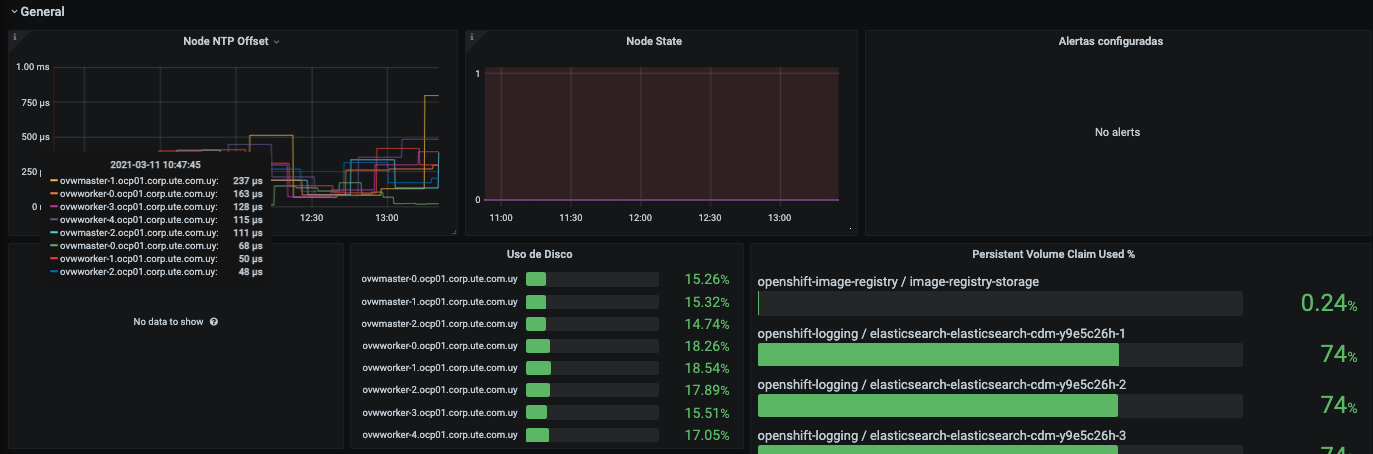 General
Node NTP Offset
1.00 ms
750 µs
500 µs
250
0
12:30
13:00
2021-03-11 10:47:45
ovwmaster-1.ocp01.corp.ute.com.uy: 237 µs
ovwworker-0.ocp01.corp.ute.com.uy: 163 µs
ovwworker-3.ocp01.corp.ute.com.uy: 128 µs
ovwworker-4.ocp01.corp.ute.com.uy: 115 µs
ovwmaster-2.ocp01.corp.ute.com.uy: 111 µs
ovwmaster-0.ocp01.corp.ute.com.uy: 68 µs
ovwworker-1.ocp01.corp.ute.com.uy: 50 µs
ovwworker-2.ocp01.corp.ute.com.uy: 48 µs
Node State
1
0
11:00
11:30
12:00
12:30
13:00
Alertas configuradas
No alerts
No data to show
Uso de Disco
ovwmaster-0.ocp01.corp.ute.com.uy 15.26%
ovwmaster-1.ocp01.corp.ute.com.uy 15.32%
ovwmaster-2.ocp01.corp.ute.com.uy 14.74%
ovwworker-0.ocp01.corp.ute.com.uy 18.26%
ovwworker-1.ocp01.corp.ute.com.uy 18.54%
ovwworker-2.ocp01.corp.ute.com.uy 17.89%
ovwworker-3.ocp01.corp.ute.com.uy 15.51%
ovwworker-4.ocp01.corp.ute.com.uy 17.05%
Persistent Volume Claim Used %
openshift-image-registry / image-registry-storage
0.24%
openshift-logging / elasticsearch-elasticsearch-cdm-y9e5c26h-1
74%
openshift-logging / elasticsearch-elasticsearch-cdm-y9e5c26h-2
74%
openshift-logging / elasticsearch-elasticsearch-cdm-y9e5c26h-3